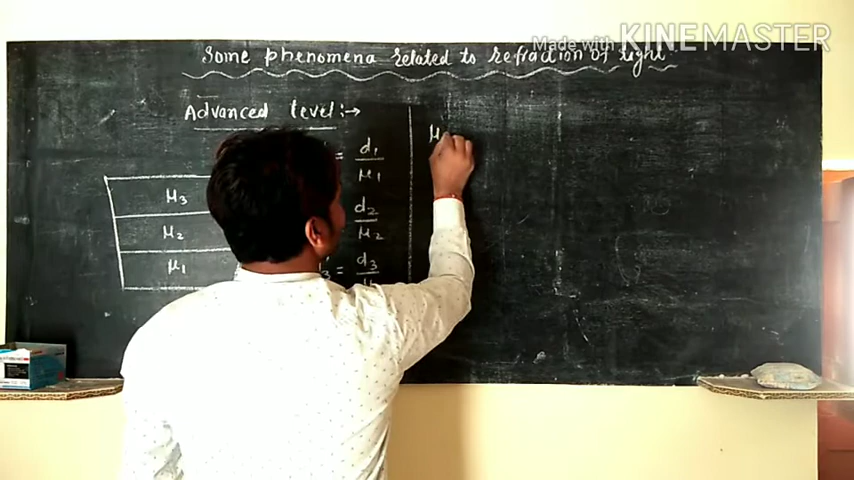 Made with KINEMASTER
Some phenomena related to refraction of light
Advanced level:→
μ
= d₁/μ₁
μ₃
= d₂/μ₂
μ₂
μ₁
₃ = d₃/